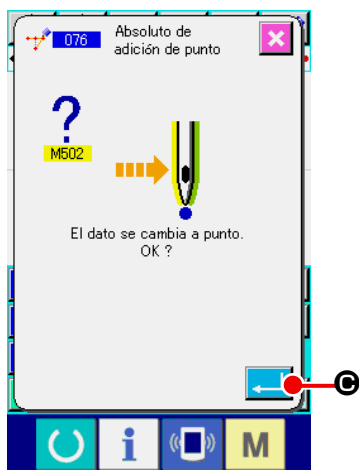 076
Absoluto de
adición de punto
?
M502
El dato se cambia a punto.
OK ?
C
i
M